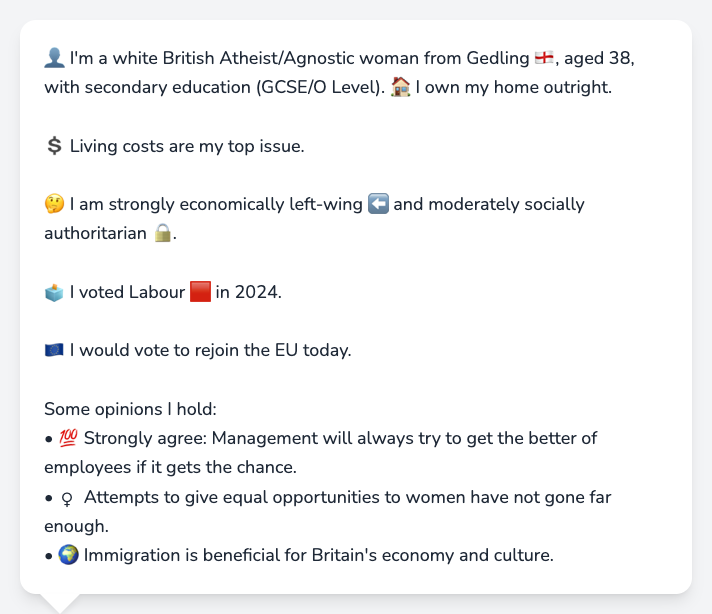 👤 I'm a white British Atheist/Agnostic woman from Gedling 🏴󠁧󠁢󠁥󠁮󠁧󠁿, aged 38,
with secondary education (GCSE/O Level). 🏠 I own my home outright.
💲 Living costs are my top issue.
🤔 I am strongly economically left-wing ⬅️ and moderately socially
authoritarian 🔒.
🗳️ I voted Labour 🟥 in 2024.
🇪🇺 I would vote to rejoin the EU today.
Some opinions I hold:
• 💯 Strongly agree: Management will always try to get the better of
employees if it gets the chance.
• ♀ Attempts to give equal opportunities to women have not gone far
enough.
• 🌍 Immigration is beneficial for Britain's economy and culture.